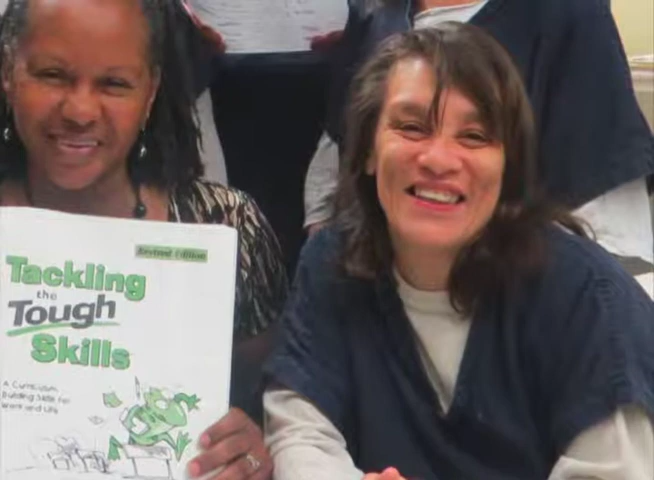 Revised Edition
Tackling
the
Tough
Skills
A Curriculum
Building Skills for
Work and Life